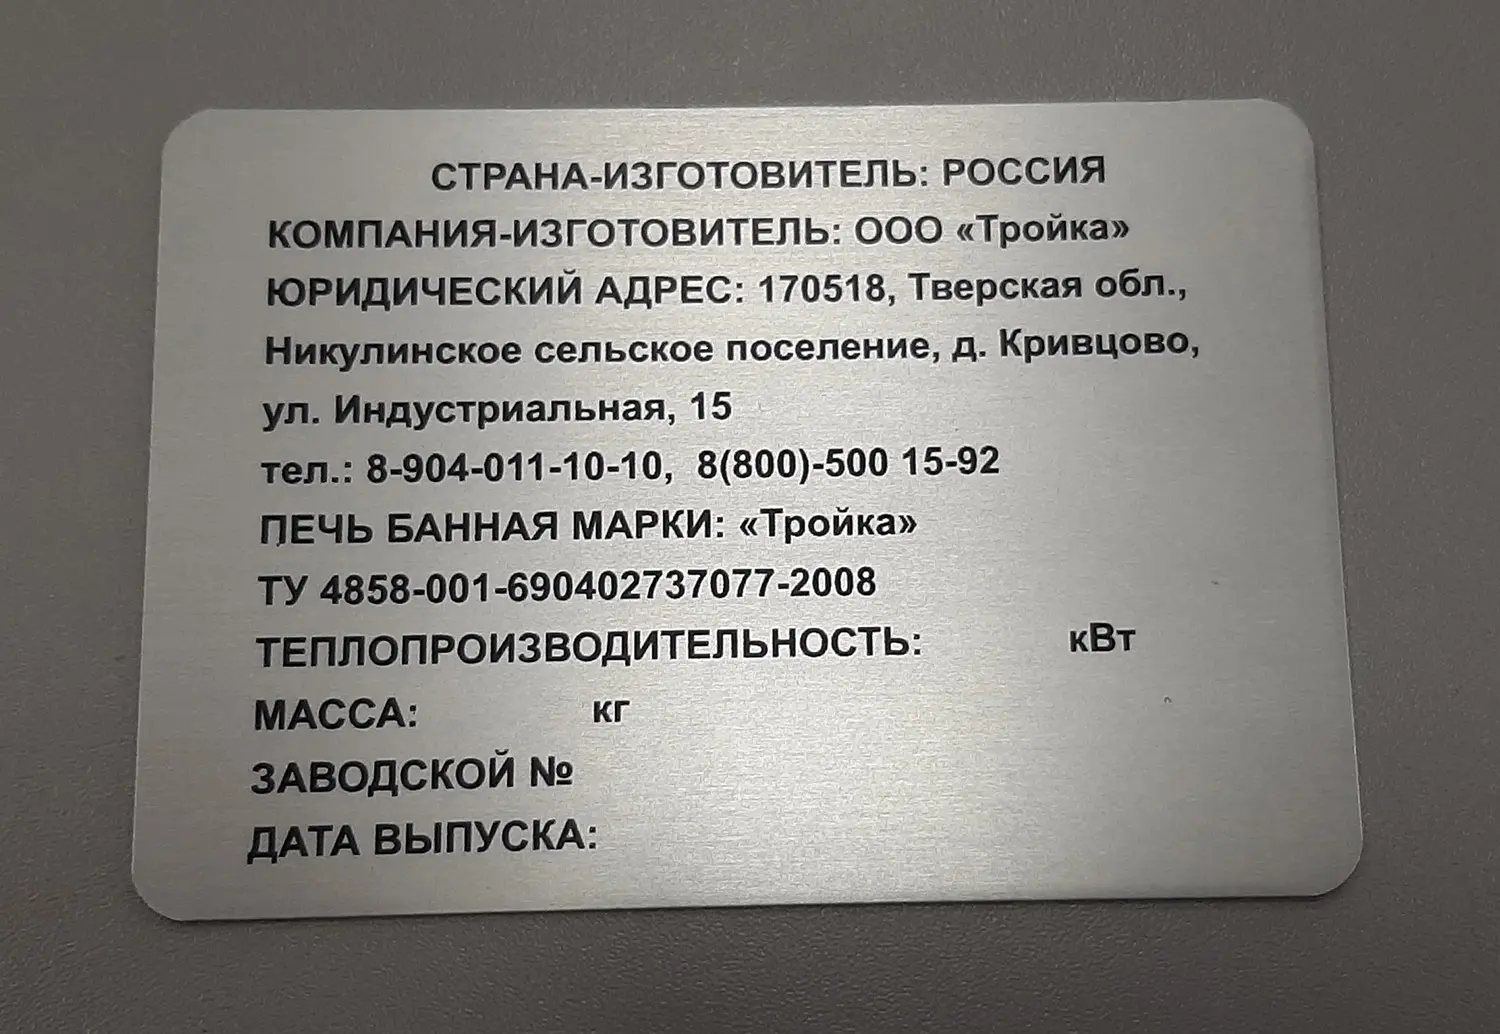 СТРАНА-ИЗГОТОВИТЕЛЬ: РОССИЯ
КОМПАНИЯ-ИЗГОТОВИТЕЛЬ: ООО «Тройка»
ЮРИДИЧЕСКИЙ АДРЕС: 170518, Тверская обл.,
Никулинское сельское поселение, д. Кривцово,
ул. Индустриальная, 15
тел.: 8-904-011-10-10, 8(800)-500 15-92
ПЕЧЬ БАННАЯ МАРКИ: «Тройка»
ТУ 4858-001-690402737077-2008
ТЕПЛОПРОИЗВОДИТЕЛЬНОСТЬ: кВт
МАССА: кг
ЗАВОДСКОЙ №
ДАТА ВЫПУСКА: